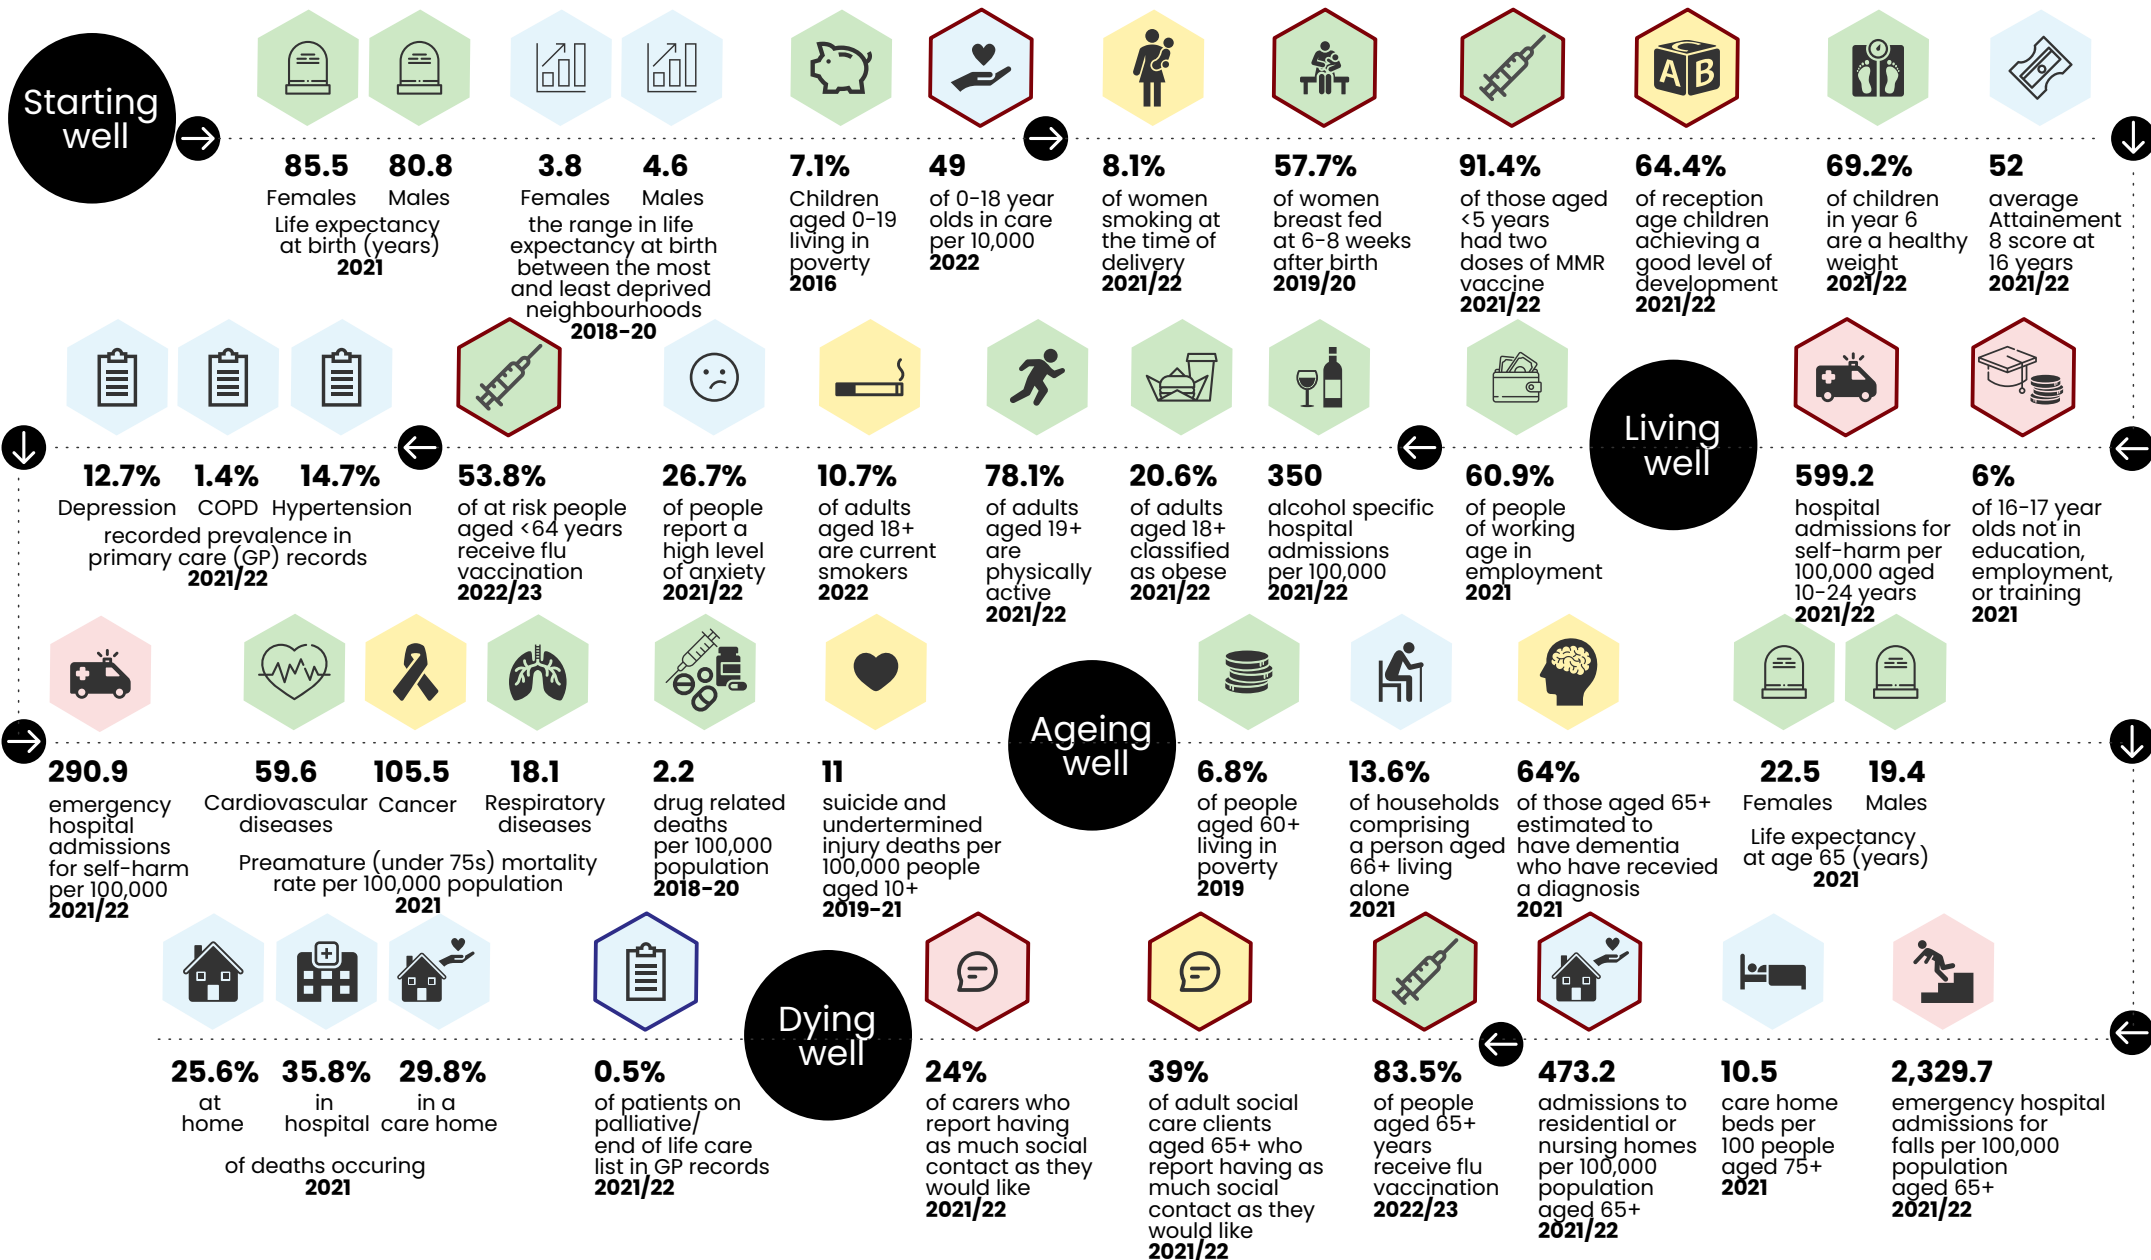 Starting
well
85.5
Females
80.8
Males
Life expectancy
at birth (years)
2021
3.8
Females
4.6
Males
the range in life
expectancy at birth
between the most
and least deprived
neighbourhoods
2018-20
7.1%
Children
aged 0-19
living in
poverty
2016
49
of 0-18 year
olds in care
per 10,000
2022
8.1%
of women
smoking at
the time of
delivery
2021/22
57.7%
of women
breast fed
at 6-8 weeks
after birth
2019/20
91.4%
of those aged
<5 years
had two
doses of MMR
vaccine
2021/22
A B C
64.4%
of reception
age children
achieving a
good level of
development
2021/22
69.2%
of children
in year 6
are a healthy
weight
2021/22
52
average
Attainement
8 score at
16 years
2021/22
6%
of 16-17 year
olds not in
education,
employment,
or training
2021
599.2
hospital
admissions for
self-harm per
100,000 aged
10-24 years
2021/22
Living
well
60.9%
of people
of working
age in
employment
2021
350
alcohol specific
hospital
admissions
per 100,000
2021/22
20.6%
of adults
aged 18+
classified
as obese
2021/22
78.1%
of adults
aged 19+
are
physically
active
2021/22
10.7%
of adults
aged 18+
are current
smokers
2022
26.7%
of people
report a
high level
of anxiety
2021/22
53.8%
of at risk people
aged <64 years
receive flu
vaccination
2022/23
12.7%
Depression
1.4%
COPD
14.7%
Hypertension
recorded prevalence in
primary care (GP) records
2021/22
290.9
emergency
hospital
admissions
for self-harm
per 100,000
2021/22
59.6
Cardiovascular
diseases
105.5
Cancer
18.1
Respiratory
diseases
Preamature (under 75s) mortality
rate per 100,000 population
2021
2.2
drug related
deaths
per 100,000
population
2018-20
11
suicide and
undertermined
injury deaths per
100,000 people
aged 10+
2019-21
Ageing
well
6.8%
of people
aged 60+
living in
poverty
2019
13.6%
of households
comprising
a person aged
66+ living
alone
2021
64%
of those aged 65+
estimated to
have dementia
who have recevied
a diagnosis
2021
22.5
Females
19.4
Males
Life expectancy
at age 65 (years)
2021
2,329.7
emergency hospital
admissions for
falls per 100,000
population
aged 65+
2021/22
10.5
care home
beds per
100 people
aged 75+
2021
473.2
admissions to
residential or
nursing homes
per 100,000
population
aged 65+
2021/22
83.5%
of people
aged 65+
years
receive flu
vaccination
2022/23
39%
of adult social
care clients
aged 65+ who
report having as
much social
contact as they
would like
2021/22
24%
of carers who
report having
as much social
contact as they
would like
2021/22
Dying
well
0.5%
of patients on
palliative/
end of life care
list in GP records
2021/22
25.6%
at
home
35.8%
in
hospital
29.8%
in a
care home
of deaths occuring
2021